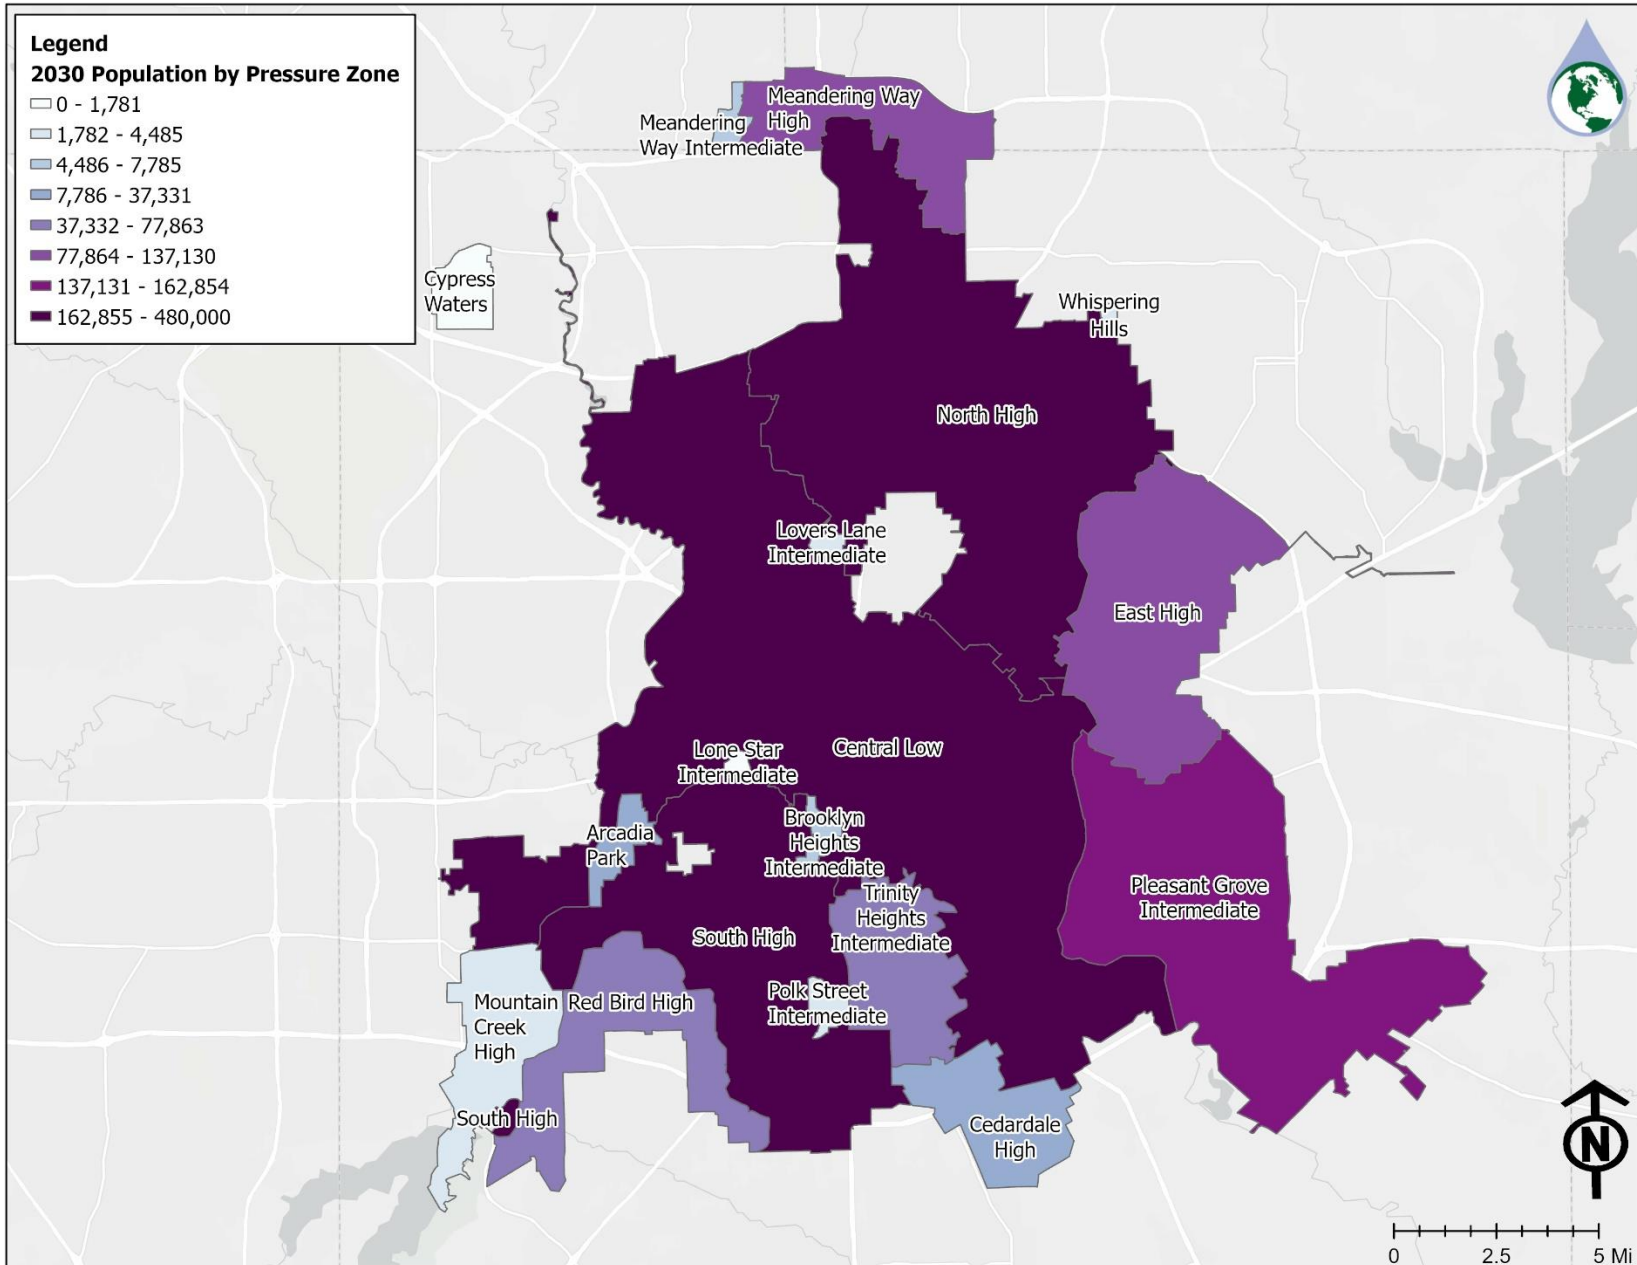 Legend
2030 Population by Pressure Zone
0 - 1,781
1,782 - 4,485
4,486 - 7,785
7,786 - 37,331
37,332 - 77,863
77,864 - 137,130
137,131 - 162,854
162,855 - 480,000
Meandering Way
High
Meandering
Way Intermediate
Cypress
Waters
Whispering
Hills
North High
Lovers Lane
Intermediate
East High
Lone Star
Intermediate
Central Low
Arcadia
Park
Brooklyn
Heights
Intermediate
Pleasant Grove
Intermediate
Trinity
Heights
Intermediate
South High
Polk Street
Intermediate
Mountain
Creek
High
Red Bird High
South High
Cedardale
High
N
0 2.5 5 Mi